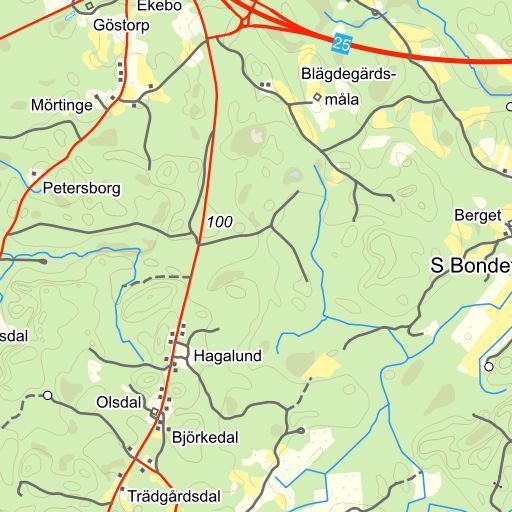 Ekebo
Göstorp
25
Blägdegärds-
måla
Mörtinge
Petersborg
100
Berget
S Bondet
sdal
Hagalund
Olsdal
Björkedal
Trädgårdsdal